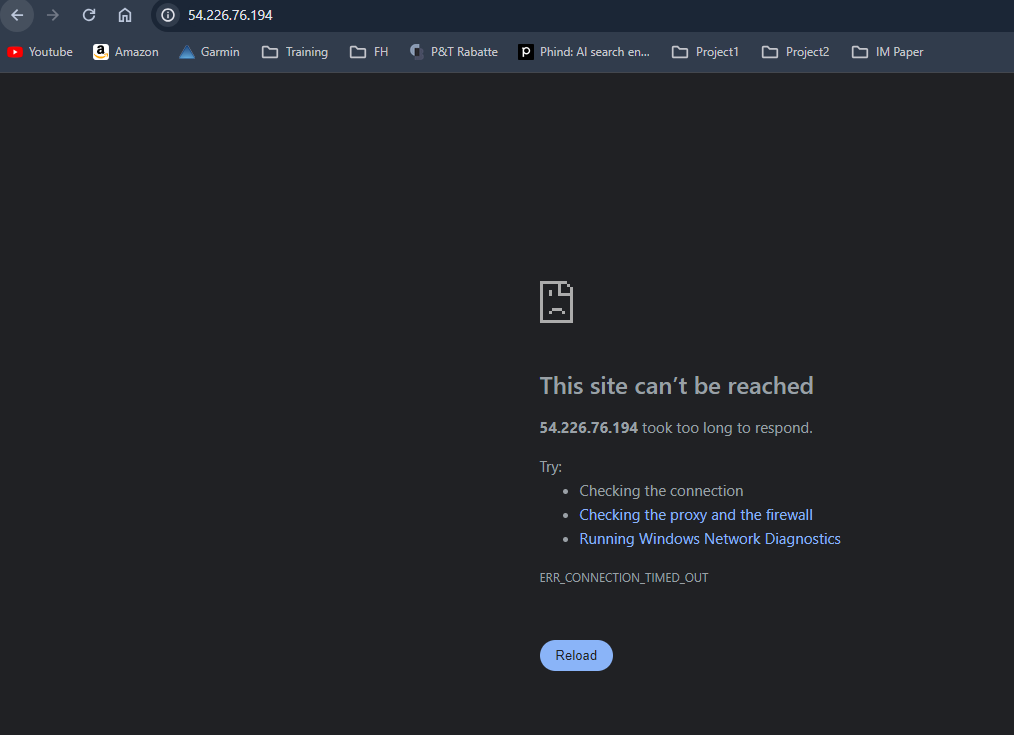 54.226.76.194
Youtube Amazon Garmin Training FH P&T Rabatte Phind: AI search en... Project1 Project2 IM Paper
This site can't be reached
54.226.76.194 took too long to respond.
Try:
• Checking the connection
• Checking the proxy and the firewall
• Running Windows Network Diagnostics
ERR_CONNECTION_TIMED_OUT
Reload